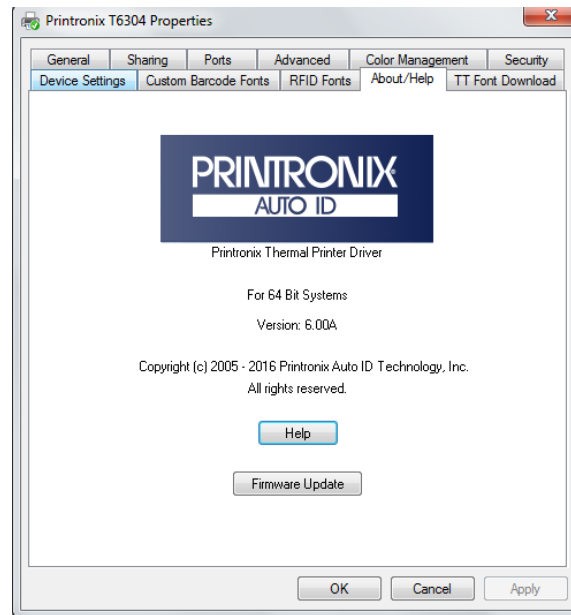 Printronix T6304 Properties
General Sharing Ports Advanced Color Management Security
Device Settings Custom Barcode Fonts RFID Fonts About/Help TT Font Download
PRINTRONIX
AUTO ID
Printronix Thermal Printer Driver
For 64 Bit Systems
Version: 6.00A
Copyright (c) 2005 - 2016 Printronix Auto ID Technology, Inc.
All rights reserved.
Help
Firmware Update
OK Cancel Apply